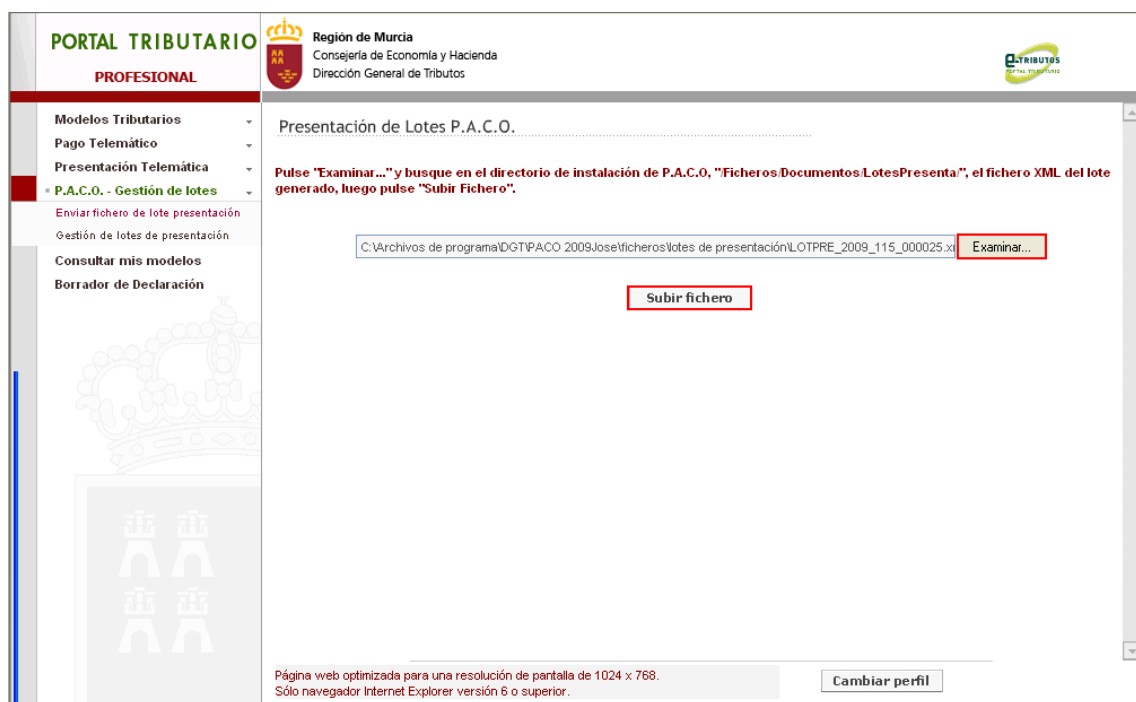 PORTAL TRIBUTARIO
PROFESIONAL
Región de Murcia
Consejería de Economía y Hacienda
Dirección General de Tributos
e-TRIBUTOS
PORTAL TRIBUTARIO
Modelos Tributarios
Pago Telemático
Presentación Telemática
P.A.C.O. - Gestión de lotes
Enviar fichero de lote presentación
Gestión de lotes de presentación
Consultar mis modelos
Borrador de Declaración
Presentación de Lotes P.A.C.O.
Pulse "Examinar..." y busque en el directorio de instalación de P.A.C.O, "/Ficheros/Documentos/LotesPresenta/", el fichero XML del lote
generado, luego pulse "Subir Fichero".
C:\Archivos de programa\DGT\PACO 2009Jose\ficheros\lotes de presentación\LOTPRE_2009_115_000025.x
Examinar...
Subir fichero
Página web optimizada para una resolución de pantalla de 1024 x 768.
Sólo navegador Internet Explorer versión 6 o superior.
Cambiar perfil